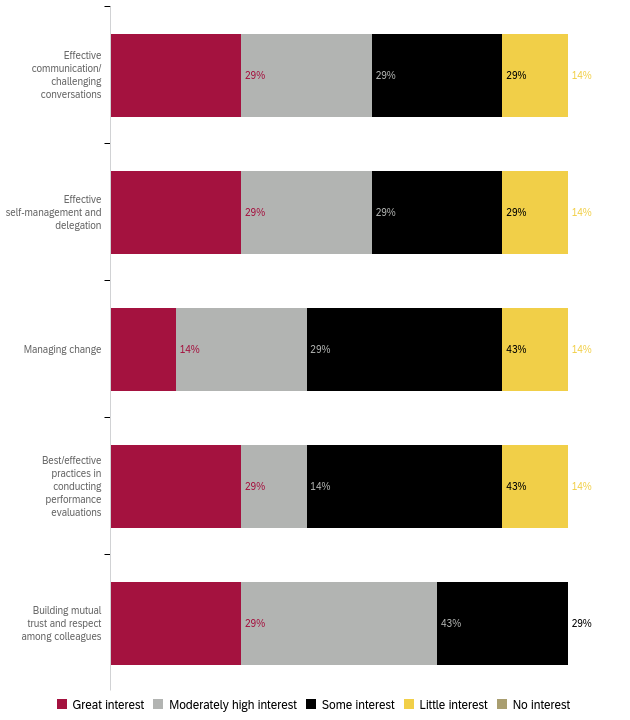 Effective
communication/
challenging
conversations
29%
29%
29%
14%
Effective
self-management and
delegation
29%
29%
29%
14%
Managing change
14%
29%
43%
14%
Best/effective
practices in
conducting
performance
evaluations
29%
14%
43%
14%
Building mutual
trust and respect
among colleagues
29%
43%
29%
Great interest
Moderately high interest
Some interest
Little interest
No interest